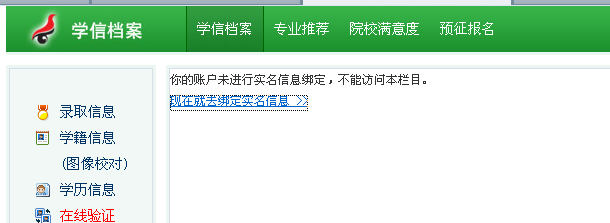 学信档案 学信档案 专业推荐 院校满意度 预征报名
你的账户未进行实名信息绑定，不能访问本栏目。
现在就去绑定实名信息 >>
录取信息
学籍信息
(图像校对)
学历信息
在线验证